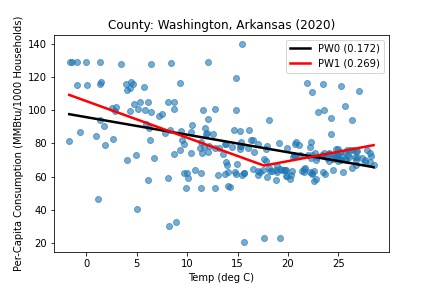 County: Washington, Arkansas (2020)
Per-Capita Consumption (MMBtu/1000 Households)
140
120
100
80
60
40
20
PW0 (0.172)
PW1 (0.269)
0 5 10 15 20 25
Temp (deg C)